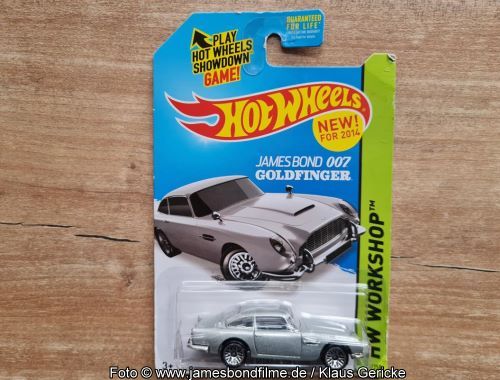 PLAY
HOT WHEELS
SHOWDOWN
GAME!
GUARANTEED
FOR LIFE
HOT WHEELS
NEW!
FOR 2014
JAMES BOND 007
GOLDFINGER
HW WORKSHOP™
3+
Foto © www.jamesbondfilme.de / Klaus Gericke